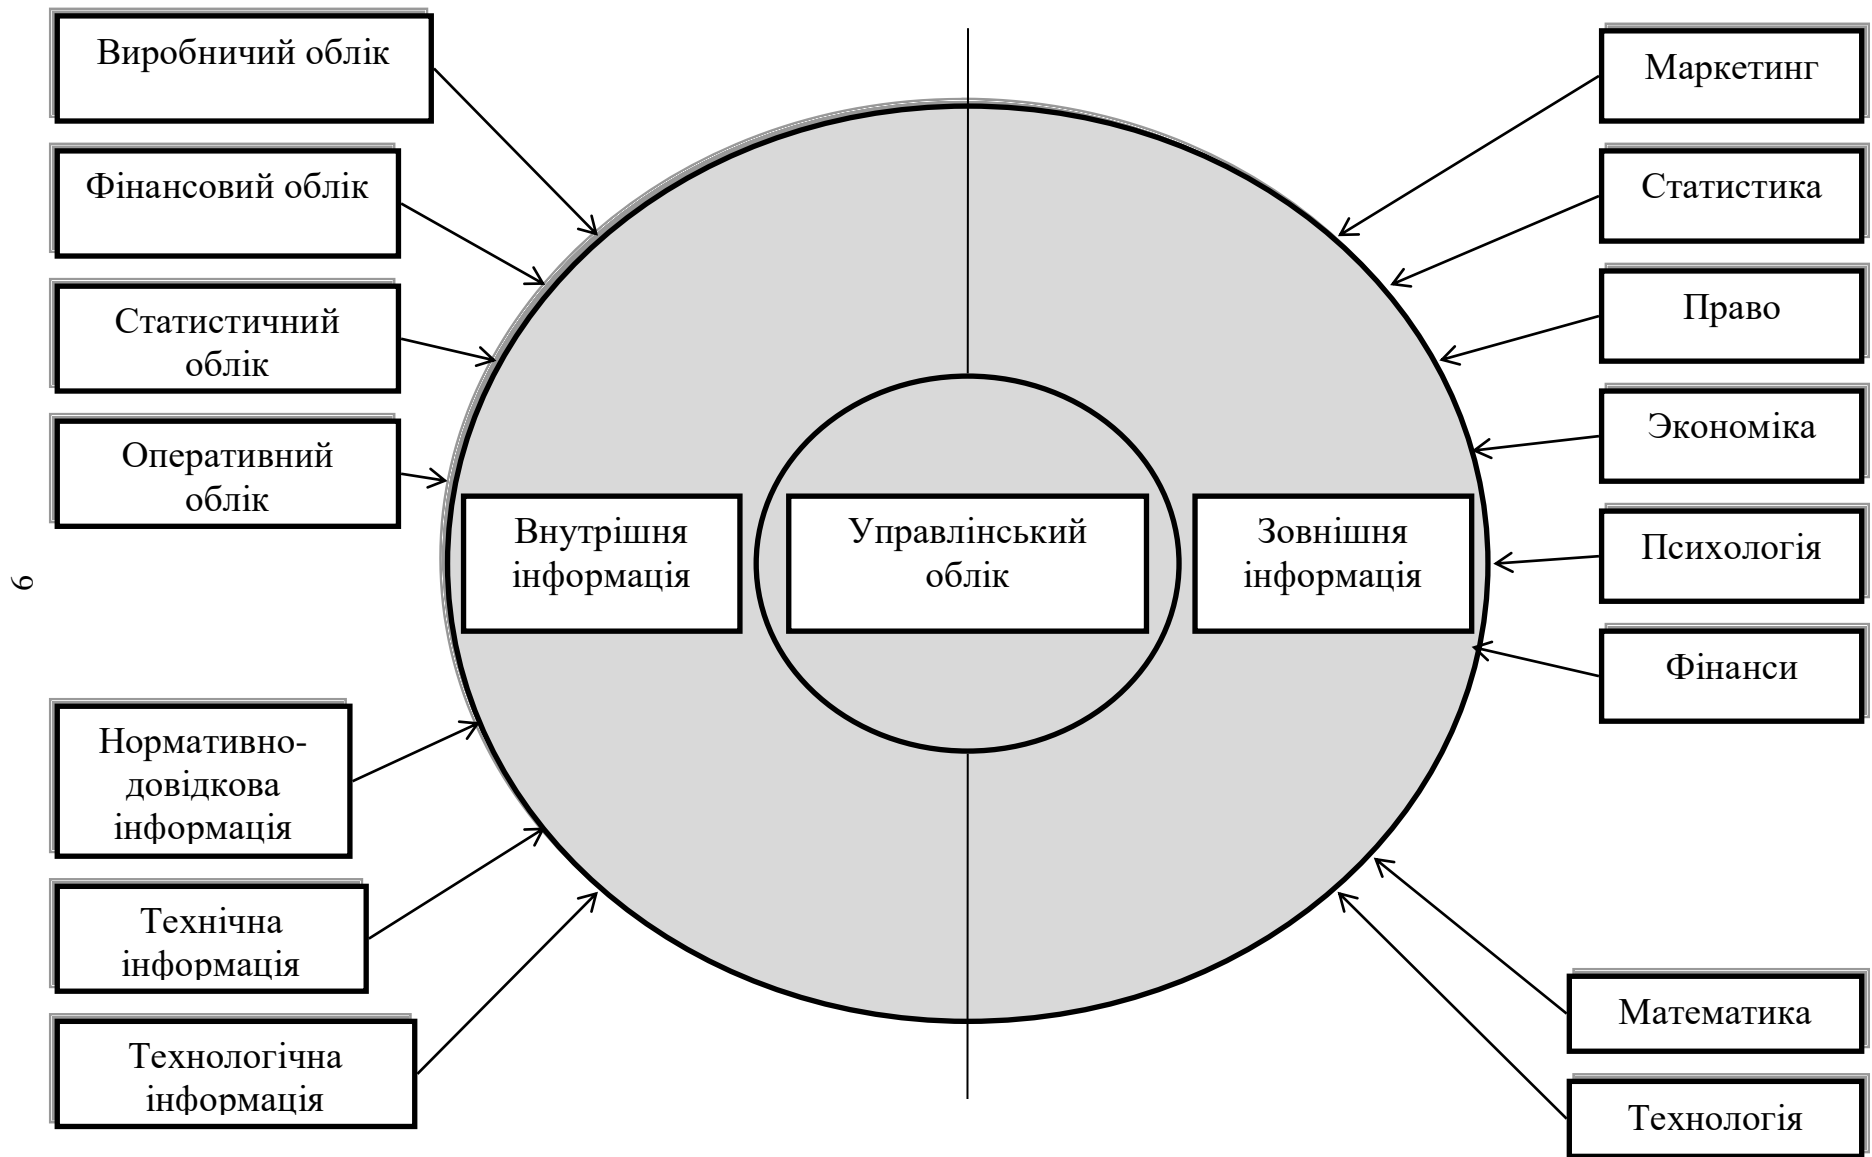 Виробничий облік
Фінансовий облік
Статистичний
облік
Оперативний
облік
6
Нормативно-
довідкова
інформація
Технічна
інформація
Технологічна
інформація
Внутрішня
інформація
Управлінський
облік
Зовнішня
інформація
Маркетинг
Статистика
Право
Экономіка
Психологія
Фінанси
Математика
Технологія